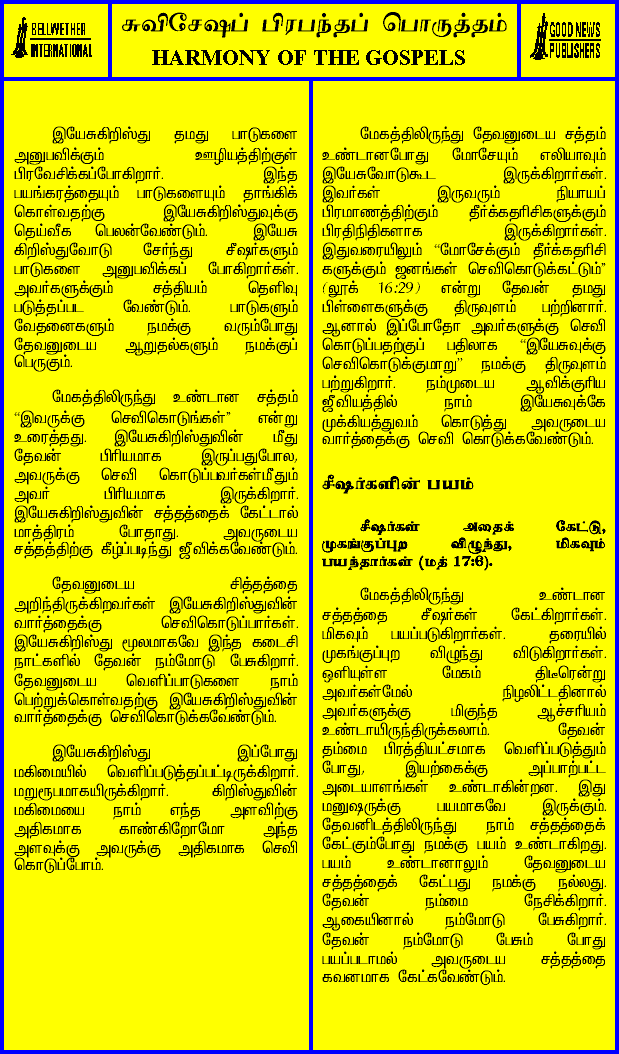 BELLWETHER
INTERNATIONAL
சுவிசேஷப் பிரபந்தப் பொருத்தம்
HARMONY OF THE GOSPELS
GOOD NEWS
PUBLISHERS
இயேசுகிறிஸ்து தமது பாடுகளை
அனுபவிக்கும் ஊழியத்திற்குள்
பிரவேசிக்கப்போகிறார். இந்த
பயங்கரத்தையும் பாடுகளையும் தாங்கிக்
கொள்வதற்கு இயேசுகிறிஸ்துவுக்கு
தெய்வீக பெலன்வேண்டும். இயேசு
கிறிஸ்துவோடு சேர்ந்து சீஷர்களும்
பாடுகளை அனுபவிக்கப் போகிறார்கள்.
அவர்களுக்கும் சத்தியம் தெளிவு
படுத்தப்பட வேண்டும். பாடுகளும்
வேதனைகளும் நமக்கு வரும்போது
தேவனுடைய ஆறுதல்களும் நமக்குப்
பெருகும்.
மேகத்திலிருந்து உண்டான சத்தம்
“இவருக்கு செவிகொடுங்கள்” என்று
உரைத்தது. இயேசுகிறிஸ்துவின் மீது
தேவன் பிரியமாக இருப்பதுபோல,
அவருக்கு செவி கொடுப்பவர்கள்மீதும்
அவர் பிரியமாக இருக்கிறார்.
இயேசுகிறிஸ்துவின் சத்தத்தைக் கேட்டால்
மாத்திரம் போதாது. அவருடைய
சத்தத்திற்கு கீழ்ப்படிந்து ஜீவிக்கவேண்டும்.
தேவனுடைய சித்தத்தை
அறிந்திருக்கிறவர்கள் இயேசுகிறிஸ்துவின்
வார்த்தைக்கு செவிகொடுப்பார்கள்.
இயேசுகிறிஸ்து மூலமாகவே இந்த கடைசி
நாட்களில் தேவன் நம்மோடு பேசுகிறார்.
தேவனுடைய வெளிப்பாடுகளை நாம்
பெற்றுக்கொள்வதற்கு இயேசுகிறிஸ்துவின்
வார்த்தைக்கு செவிகொடுக்கவேண்டும்.
இயேசுகிறிஸ்து இப்போது
மகிமையில் வெளிப்படுத்தப்பட்டிருக்கிறார்.
மறுரூபமாகயிருக்கிறார். கிறிஸ்துவின்
மகிமையை நாம் எந்த அளவிற்கு
அதிகமாக காண்கிறோமோ அந்த
அளவுக்கு அவருக்கு அதிகமாக செவி
கொடுப்போம்.
மேகத்திலிருந்து தேவனுடைய சத்தம்
உண்டானபோது மோசேயும் எலியாவும்
இயேசுவோடுகூட இருக்கிறார்கள்.
இவர்கள் இருவரும் நியாயப்
பிரமாணத்திற்கும் தீர்க்கதரிசிகளுக்கும்
பிரதிநிதிகளாக இருக்கிறார்கள்.
இதுவரையிலும் “மோசேக்கும் தீர்க்கதரிசி
களுக்கும் ஜனங்கள் செவிகொடுக்கட்டும்”
(லூக் 16:29) என்று தேவன் தமது
பிள்ளைகளுக்கு திருவுளம் பற்றினார்.
ஆனால் இப்போதோ அவர்களுக்கு செவி
கொடுப்பதற்குப் பதிலாக “இயேசுவுக்கு
செவிகொடுக்குமாறு” நமக்கு திருவுளம்
பற்றுகிறார். நம்முடைய ஆவிக்குரிய
ஜீவியத்தில் நாம் இயேசுவுக்கே
முக்கியத்துவம் கொடுத்து அவருடைய
வார்த்தைக்கு செவி கொடுக்கவேண்டும்.
சீஷர்களின் பயம்
சீஷர்கள் அதைக் கேட்டு,
முகங்குப்புற விழுந்து, மிகவும்
பயந்தார்கள் (மத் 17:6).
மேகத்திலிருந்து உண்டான
சத்தத்தை சீஷர்கள் கேட்கிறார்கள்.
மிகவும் பயப்படுகிறார்கள். தரையில்
முகங்குப்புற விழுந்து விடுகிறார்கள்.
ஒளியுள்ள மேகம் திடீரென்று
அவர்கள்மேல் நிழலிட்டதினால்
அவர்களுக்கு மிகுந்த ஆச்சரியம்
உண்டாயிருந்திருக்கலாம். தேவன்
தம்மை பிரத்தியட்சமாக வெளிப்படுத்தும்
போது, இயற்கைக்கு அப்பாற்பட்ட
அடையாளங்கள் உண்டாகின்றன. இது
மனுஷருக்கு பயமாகவே இருக்கும்.
தேவனிடத்திலிருந்து நாம் சத்தத்தைக்
கேட்கும்போது நமக்கு பயம் உண்டாகிறது.
பயம் உண்டானாலும் தேவனுடைய
சத்தத்தைக் கேட்பது நமக்கு நல்லது.
தேவன் நம்மை நேசிக்கிறார்.
ஆகையினால் நம்மோடு பேசுகிறார்.
தேவன் நம்மோடு பேசும் போது
பயப்படாமல் அவருடைய சத்தத்தை
கவனமாக கேட்கவேண்டும்.